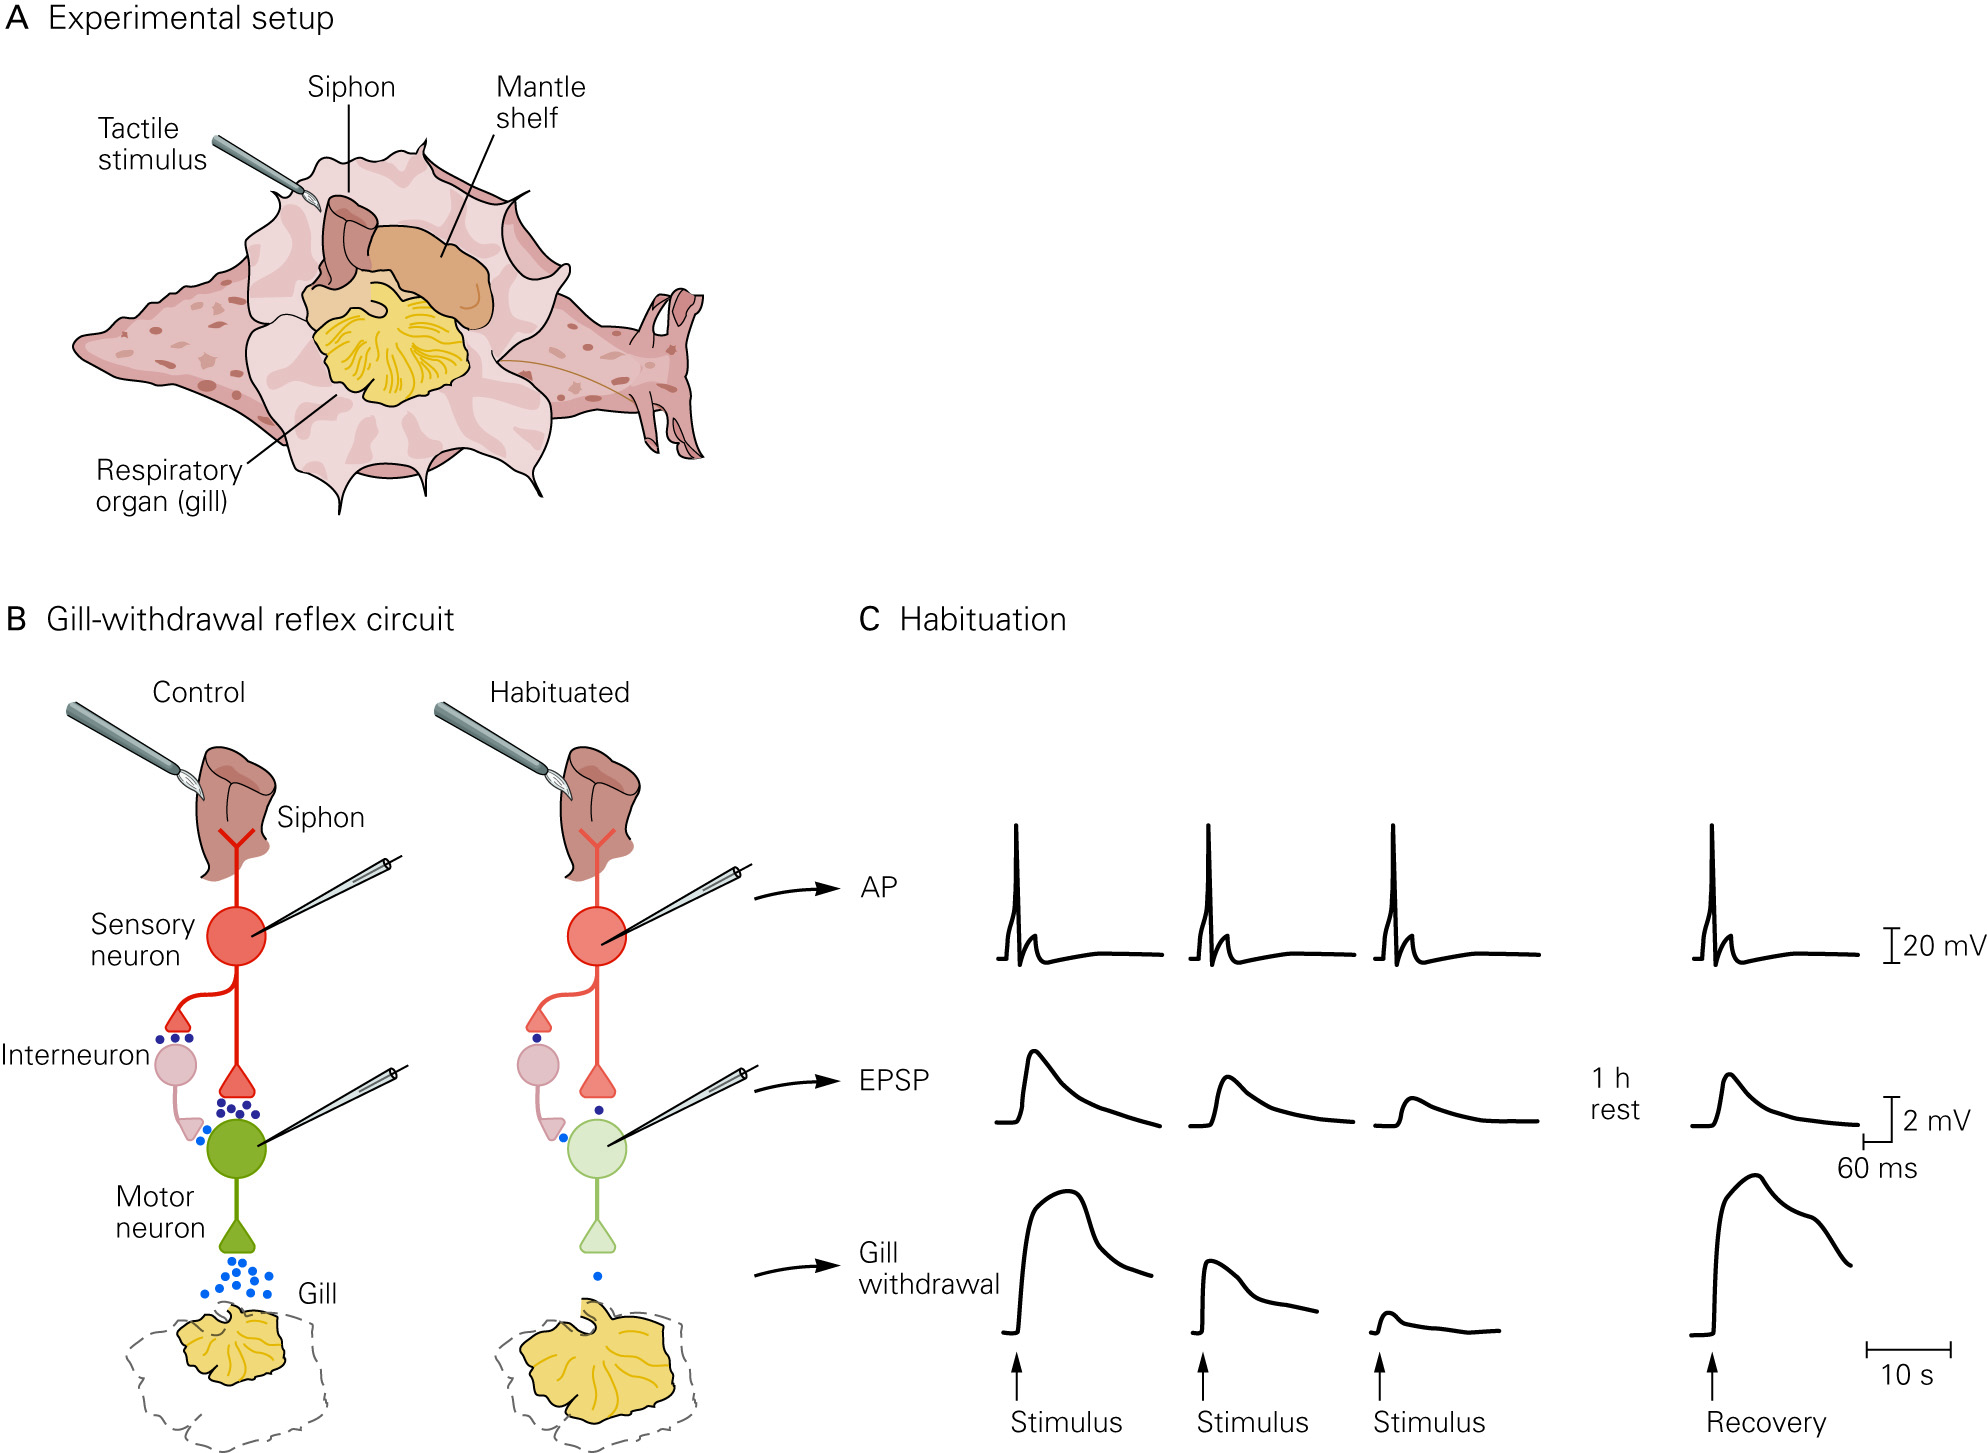 A Experimental setup
Siphon
Mantle
shelf
Tactile
stimulus
Respiratory
organ (gill)
B Gill-withdrawal reflex circuit
Control
Habituated
Siphon
Sensory
neuron
Interneuron
Motor
neuron
Gill
C Habituation
AP
20 mV
EPSP
1 h
rest
2 mV
60 ms
Gill
withdrawal
10 s
Stimulus
Stimulus
Stimulus
Recovery